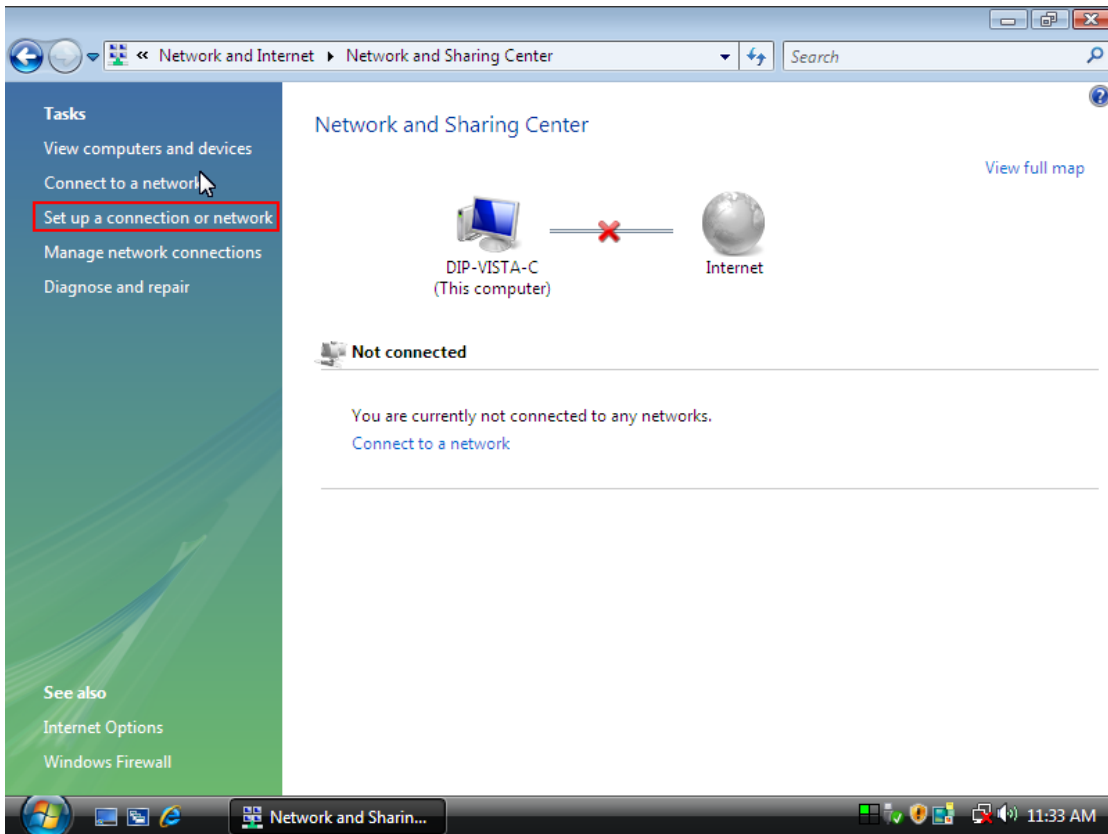 « Network and Internet ▸ Network and Sharing Center
Search
Tasks
View computers and devices
Connect to a network
Set up a connection or network
Manage network connections
Diagnose and repair
See also
Internet Options
Windows Firewall
Network and Sharing Center
View full map
DIP-VISTA-C
(This computer)
Internet
Not connected
You are currently not connected to any networks.
Connect to a network
Network and Sharin...
11:33 AM